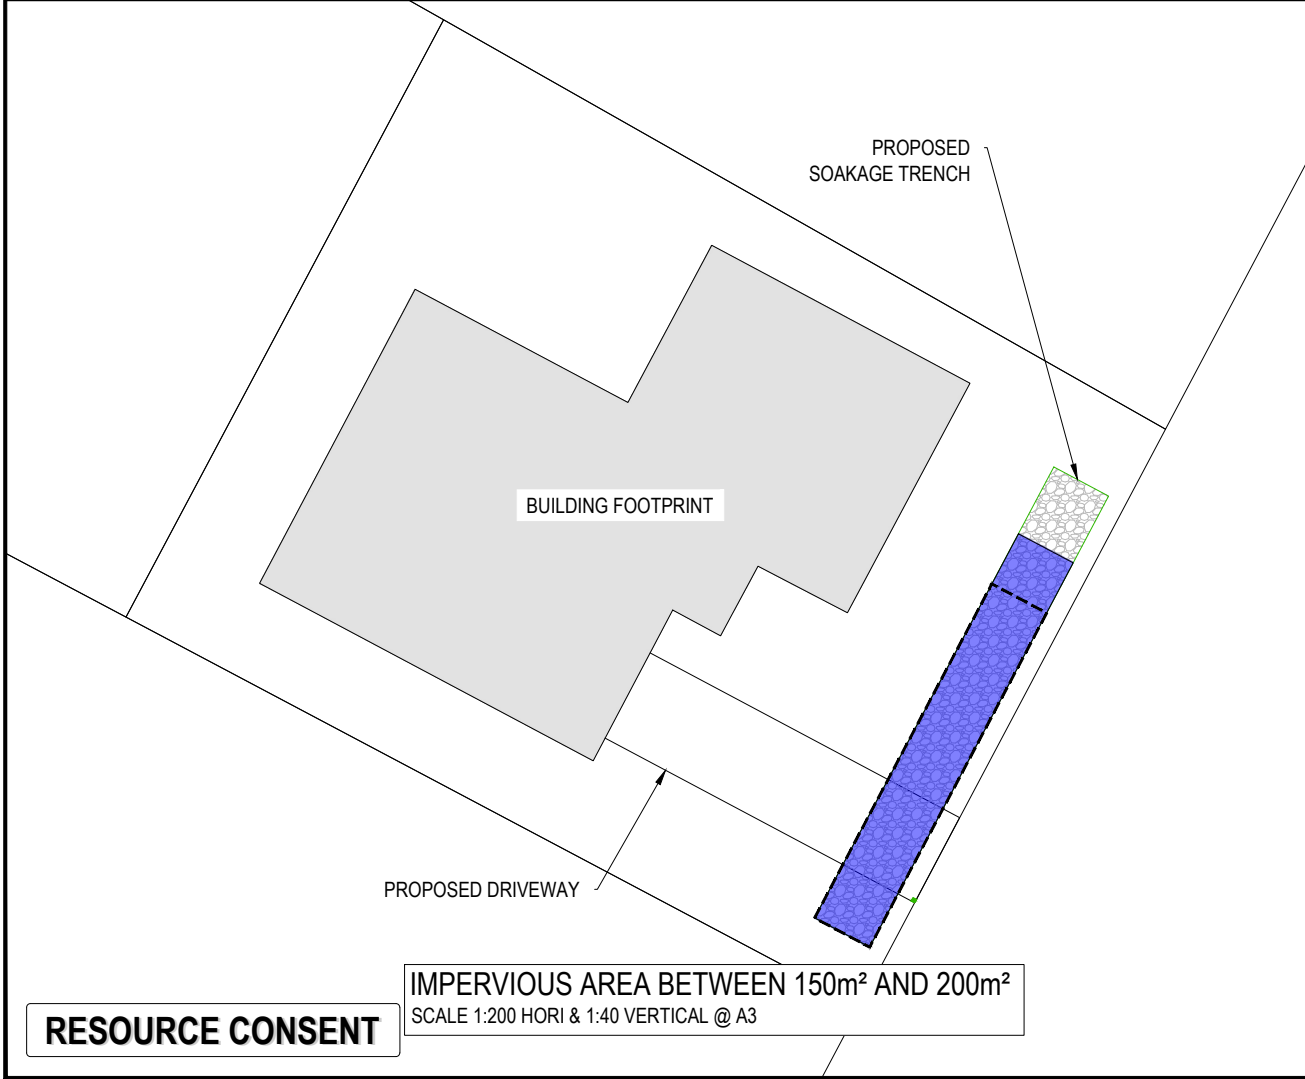 PROPOSED
SOAKAGE TRENCH
BUILDING FOOTPRINT
PROPOSED DRIVEWAY
IMPERVIOUS AREA BETWEEN 150m² AND 200m²
SCALE 1:200 HORI & 1:40 VERTICAL @ A3
RESOURCE CONSENT